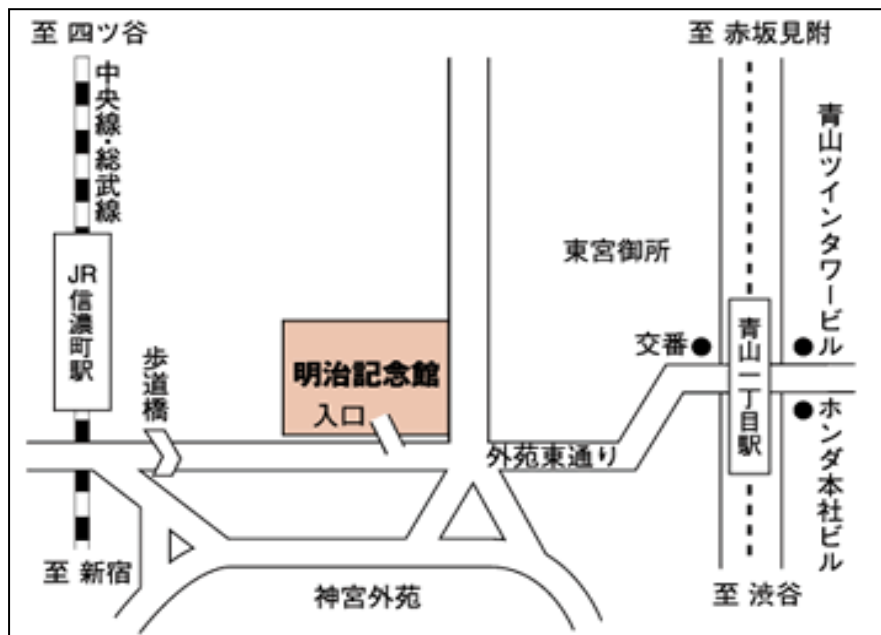 至 四ツ谷
至 赤坂見附
中央線・総武線
青山ツインタワービル
東宮御所
JR
信濃町駅
歩道橋
明治記念館
入口
交番
青山一丁目駅
外苑東通り
ホンダ本社ビル
至 新宿
神宮外苑
至 渋谷